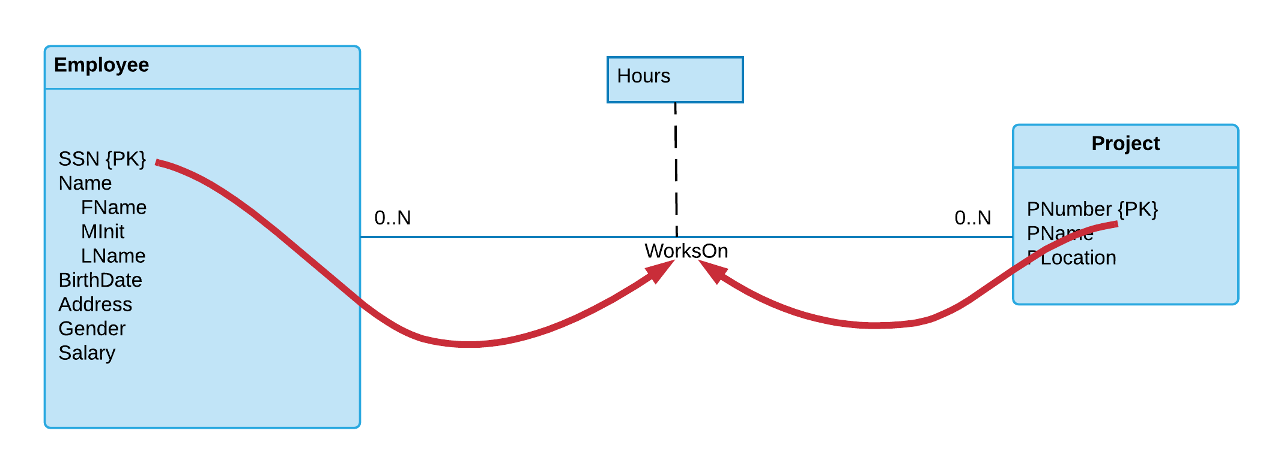 Employee
SSN {PK}
Name
FName
MInit
LName
BirthDate
Address
Gender
Salary
Hours
0..N
0..N
WorksOn
Project
PNumber {PK}
PName
PLocation